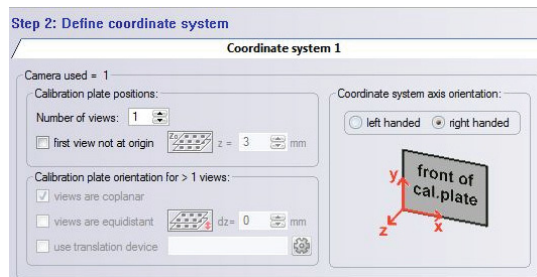 Step 2: Define coordinate system
Coordinate system 1
Camera used = 1
Calibration plate positions:
Number of views: 1
first view not at origin z = 3 mm
Calibration plate orientation for > 1 views:
views are coplanar
views are equidistant dz= 0 mm
use translation device
Coordinate system axis orientation:
left handed right handed
front of
cal.plate
y
x
z